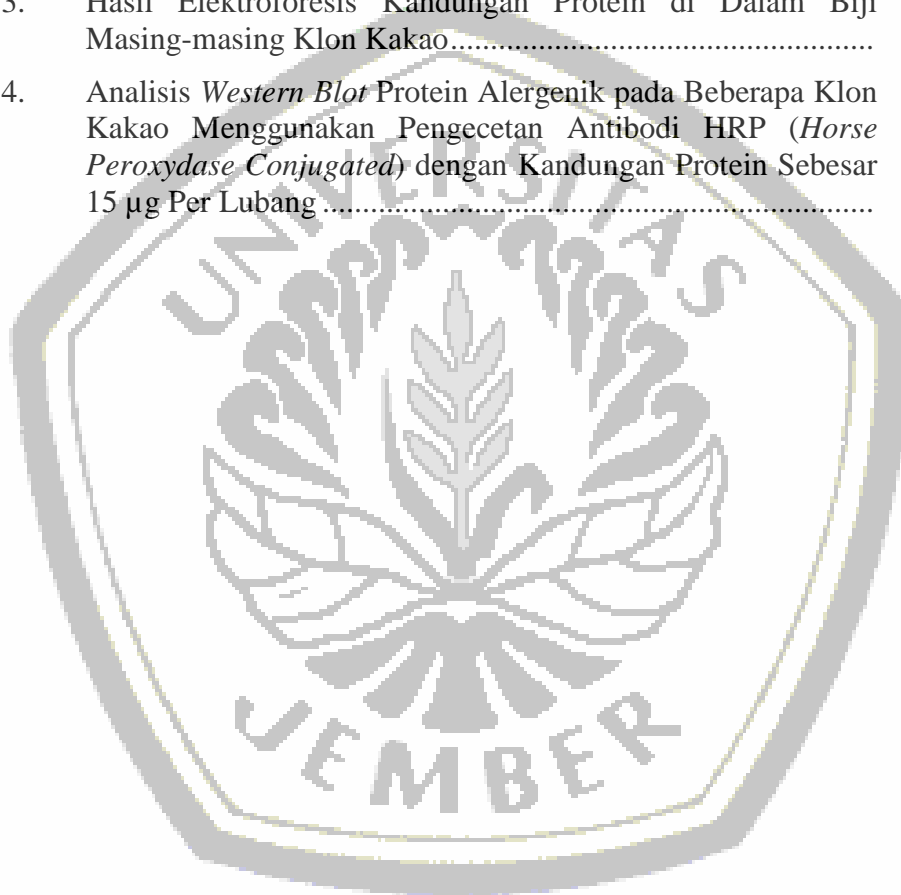 3. Hasil Elektroforesis Kandungan Protein di Dalam Biji
Masing-masing Klon Kakao....................................................
4. Analisis Western Blot Protein Alergenik pada Beberapa Klon
Kakao Menggunakan Pengecetan Antibodi HRP (Horse
Peroxydase Conjugated) dengan Kandungan Protein Sebesar
15 µg Per Lubang ....................................................................
UNIVERSITAS
JEMBER